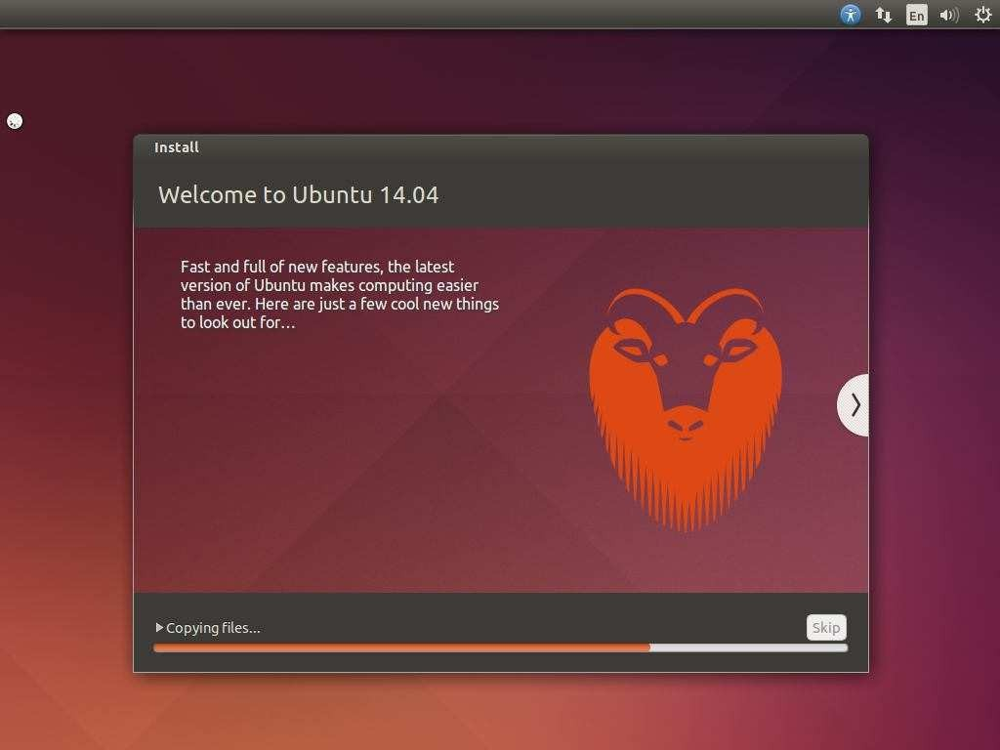 En
Install
Welcome to Ubuntu 14.04
Fast and full of new features, the latest
version of Ubuntu makes computing easier
than ever. Here are just a few cool new things
to look out for…
Copying files...
Skip